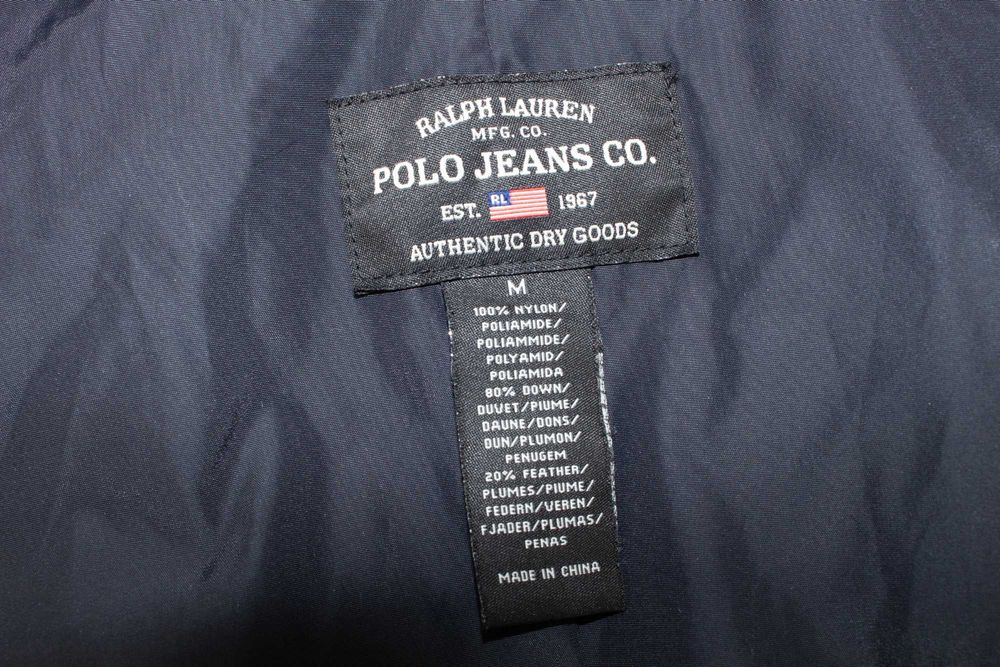 RALPH LAUREN
MFG. CO.
POLO JEANS CO.
EST. RL 1967
AUTHENTIC DRY GOODS
M
100% NYLON/
POLIAMIDE/
POLIAMMIDE/
POLYAMID/
POLIAMIDA
80% DOWN/
DUVET/PIUME/
DAUNE/DONS/
DUN/PLUMON/
PENUGEM
20% FEATHER/
PLUMES/PIUME/
FEDERN/VEREN/
FJADER/PLUMAS/
PENAS
MADE IN CHINA